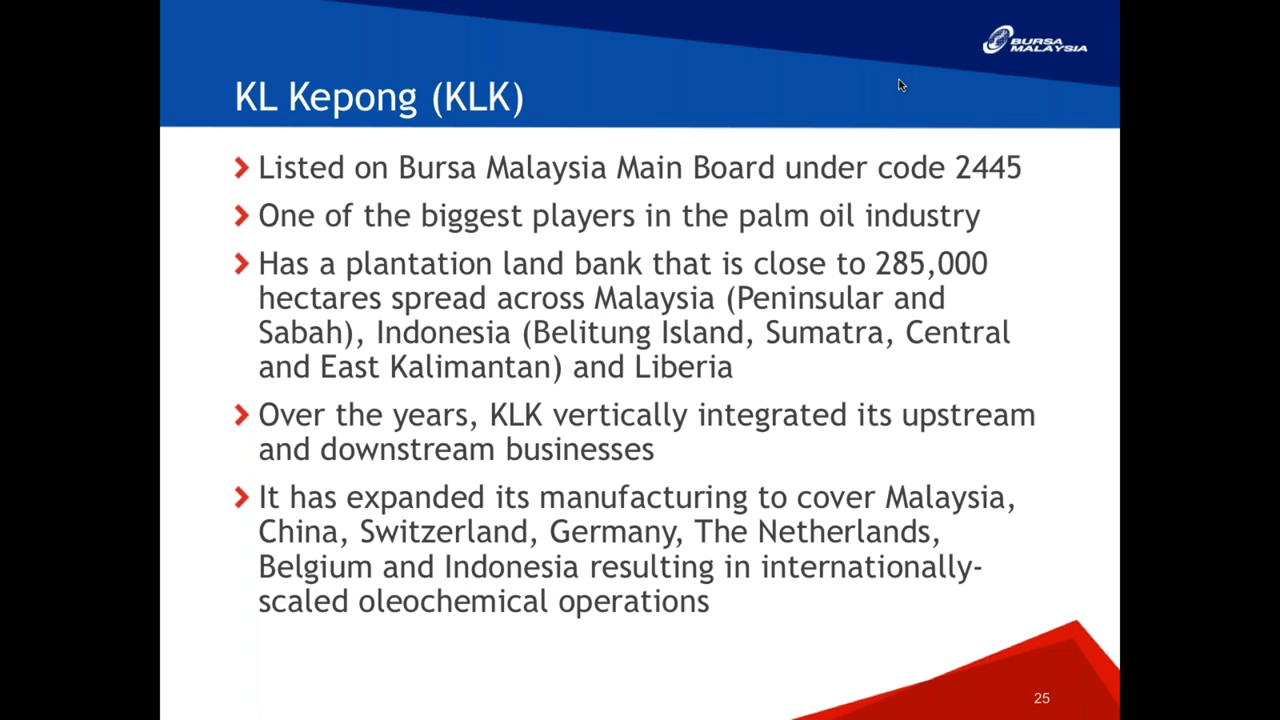 BURSA
MALAYSIA
KL Kepong (KLK)
Listed on Bursa Malaysia Main Board under code 2445
One of the biggest players in the palm oil industry
Has a plantation land bank that is close to 285,000
hectares spread across Malaysia (Peninsular and
Sabah), Indonesia (Belitung Island, Sumatra, Central
and East Kalimantan) and Liberia
Over the years, KLK vertically integrated its upstream
and downstream businesses
It has expanded its manufacturing to cover Malaysia,
China, Switzerland, Germany, The Netherlands,
Belgium and Indonesia resulting in internationally-
scaled oleochemical operations
25